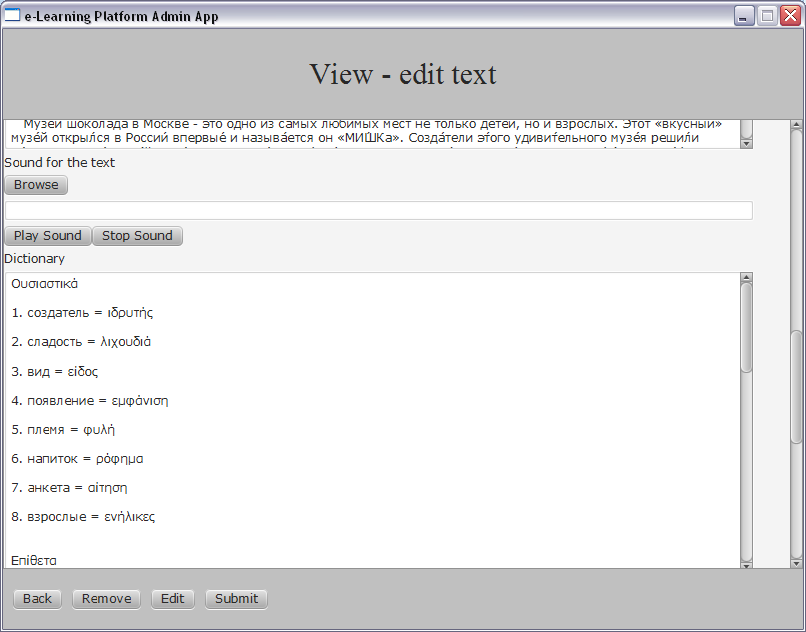 e-Learning Platform Admin App
View - edit text
Музей шоколада в Москве - это одно из самых любимых мест не только детей, но и взрослых. Этот «вкусный»
музе́й откры́лся в Росси́и впервы́е и называ́ется он «МИ́ШКа». Созда́тели э́того удиви́тельного музе́я реши́ли
Sound for the text
Browse
Play Sound Stop Sound
Dictionary
Ουσιαστικά
1. создатель = ιδρυτής
2. сладость = λιχουδιά
3. вид = είδος
4. появление = εμφάνιση
5. племя = φυλή
6. напиток = ρόφημα
7. анкета = αίτηση
8. взрослые = ενήλικες
Επίθετα
Back Remove Edit Submit